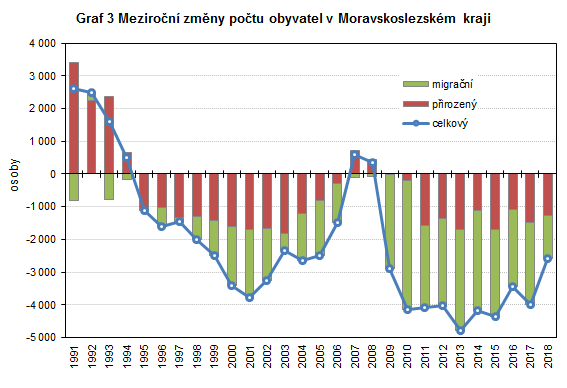 Graf 3 Meziroční změny počtu obyvatel v Moravskoslezském kraji
4 000
3 000
2 000
1 000
0
-1 000
-2 000
-3 000
-4 000
-5 000
osoby
migrační
přirozený
celkový
1991 1992 1993 1994 1995 1996 1997 1998 1999 2000 2001 2002 2003 2004 2005 2006 2007 2008 2009 2010 2011 2012 2013 2014 2015 2016 2017 2018